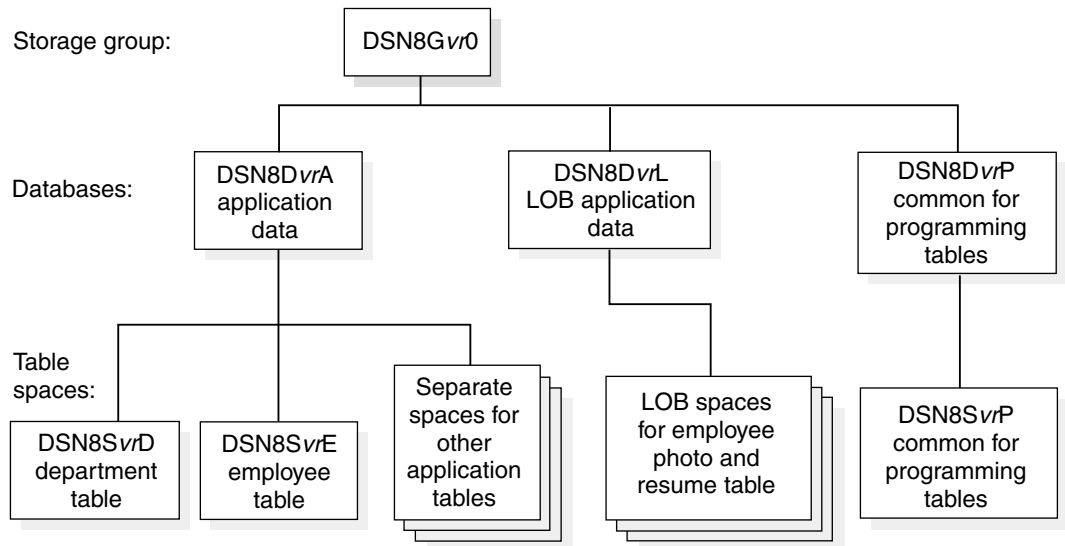 Storage group:
DSN8Gvr0
Databases:
DSN8DvrA
application
data
DSN8DvrL
LOB application
data
DSN8DvrP
common for
programming
tables
Table
spaces:
DSN8SvrD
department
table
DSN8SvrE
employee
table
Separate
spaces for
other
application
tables
LOB spaces
for employee
photo and
resume table
DSN8SvrP
common for
programming
tables